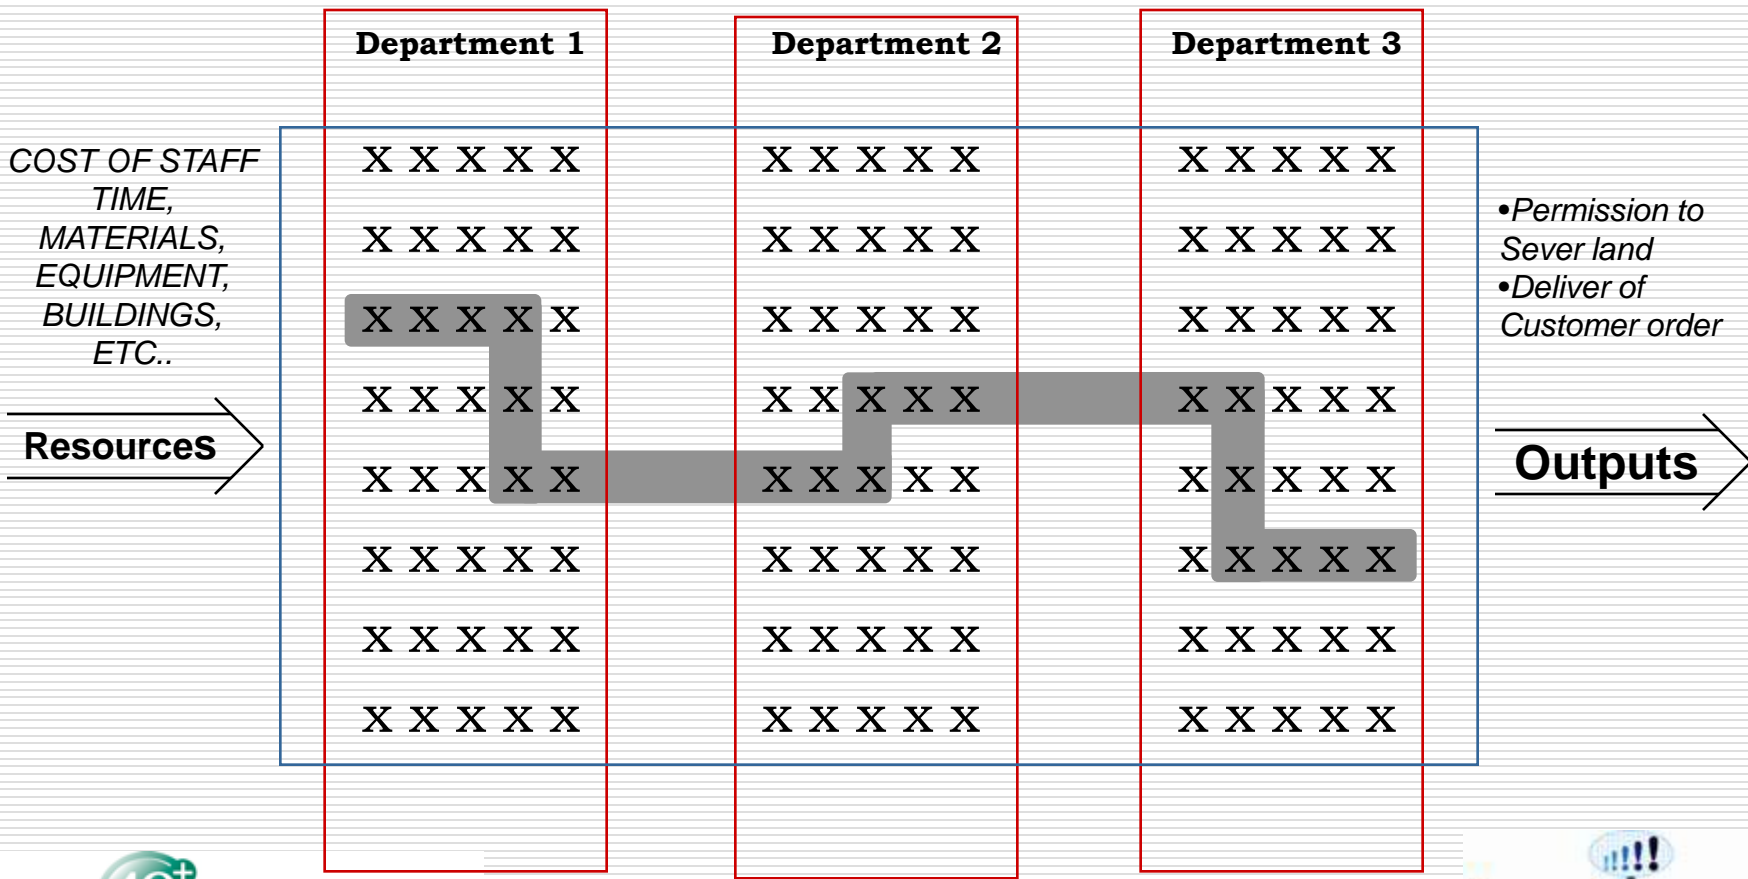 Department 1 Department 2 Department 3
COST OF STAFF
TIME,
MATERIALS,
EQUIPMENT,
BUILDINGS,
ETC..
Resources
x x x x x x x x x x x x x x x
x x x x x x x x x x x x x x x
x x x x x x x x x x x x x x x
x x x x x x x x x x x x x x x
x x x x x x x x x x x x x x x
x x x x x x x x x x x x x x x
x x x x x x x x x x x x x x x
x x x x x x x x x x x x x x x
•Permission to
Sever land
•Deliver of
Customer order
Outputs